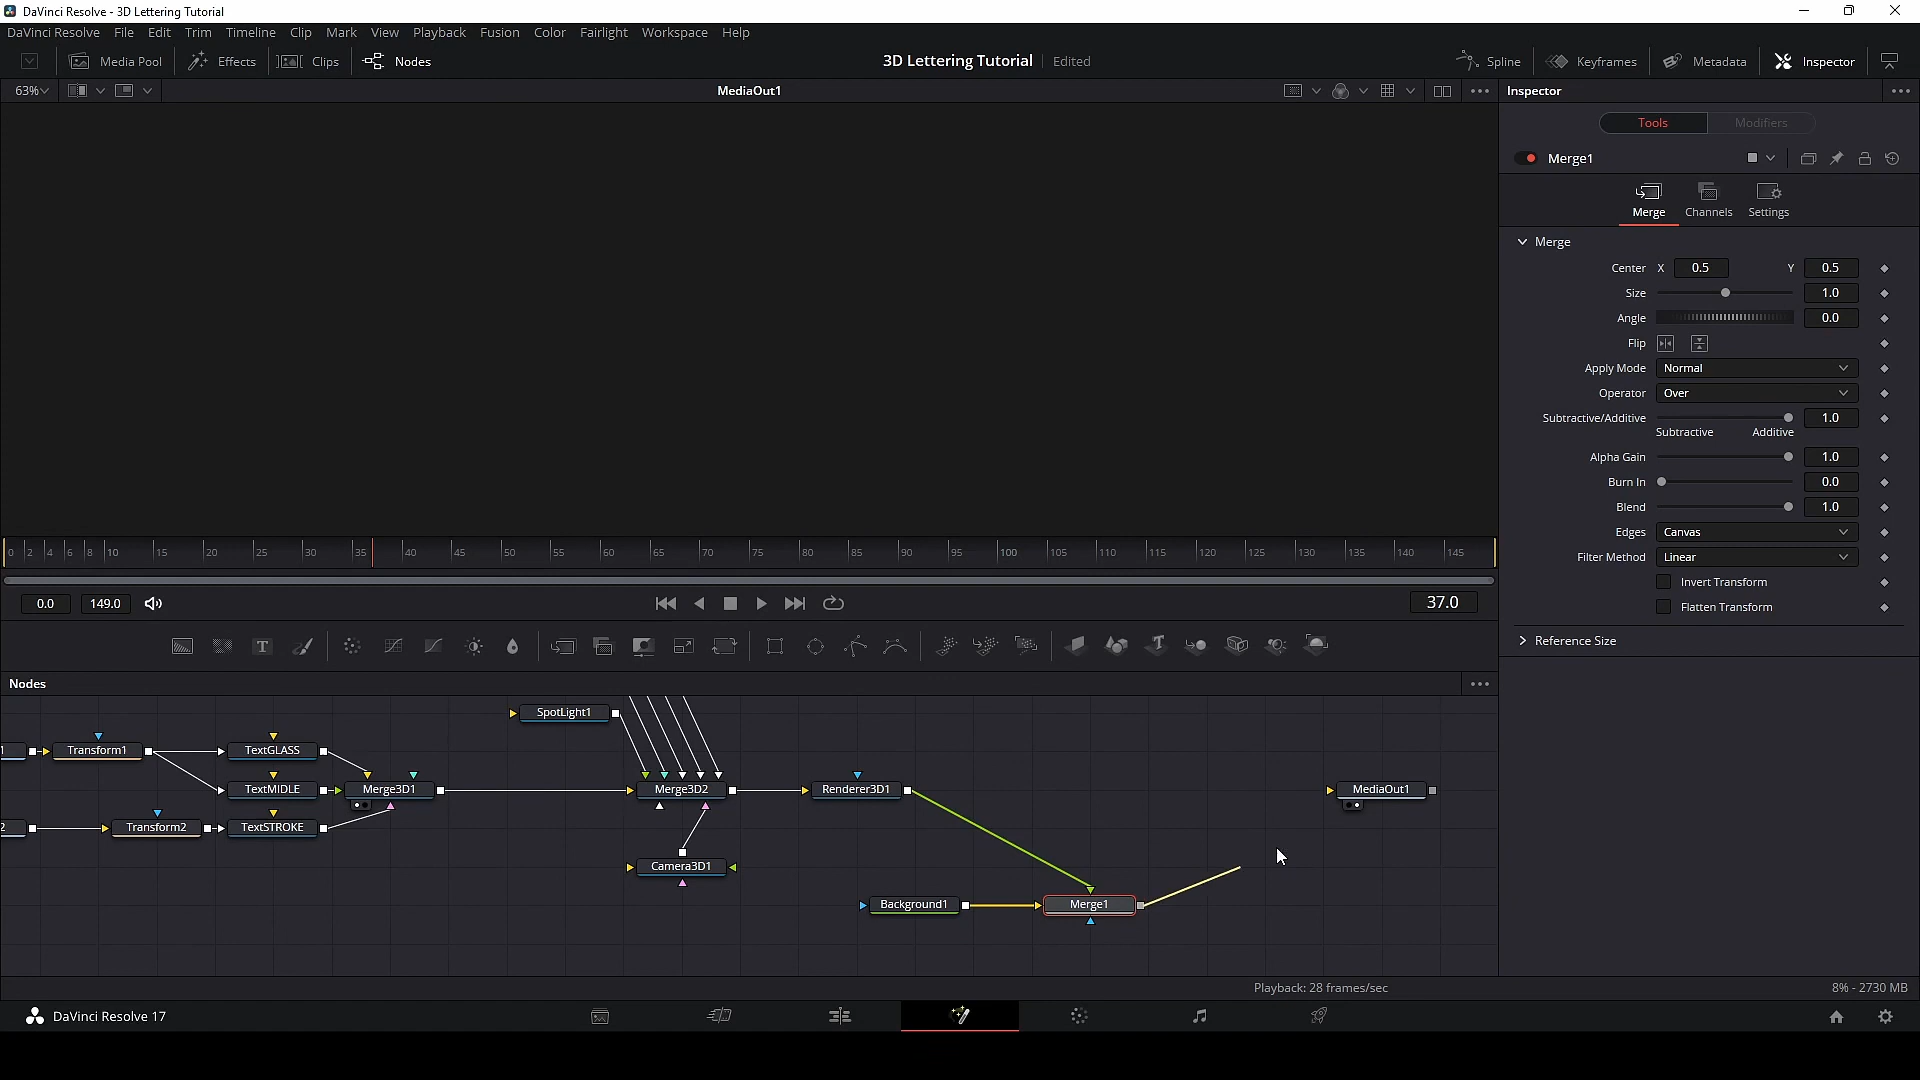 DaVinci Resolve - 3D Lettering Tutorial
DaVinci Resolve File Edit Trim Timeline Clip Mark View Playback Fusion Color Fairlight Workspace Help
Media Pool Effects Clips Nodes 3D Lettering Tutorial Edited Spline Keyframes Metadata Inspector
63% MediaOut1 Inspector
Tools Modifiers
Merge1
Merge Channels Settings
Merge
Center X 0.5 Y 0.5
Size 1.0
Angle 0.0
Flip
Apply Mode Normal
Operator Over
Subtractive/Additive 1.0
Subtractive Additive
Alpha Gain 1.0
Burn In 0.0
Blend 1.0
Edges Canvas
Filter Method Linear
Invert Transform
Flatten Transform
Reference Size
0 2 4 6 8 10 15 20 25 30 35 40 45 50 55 60 65 70 75 80 85 90 95 100 105 110 115 120 125 130 135 140 145
0.0 149.0 37.0
T T
Nodes
SpotLight1
1 Transform1 TextGLASS
TextMIDLE Merge3D1 Merge3D2 Renderer3D1 MediaOut1
2 Transform2 TextSTROKE
Camera3D1
Background1 Merge1
Playback: 28 frames/sec 8% - 2730 MB
DaVinci Resolve 17